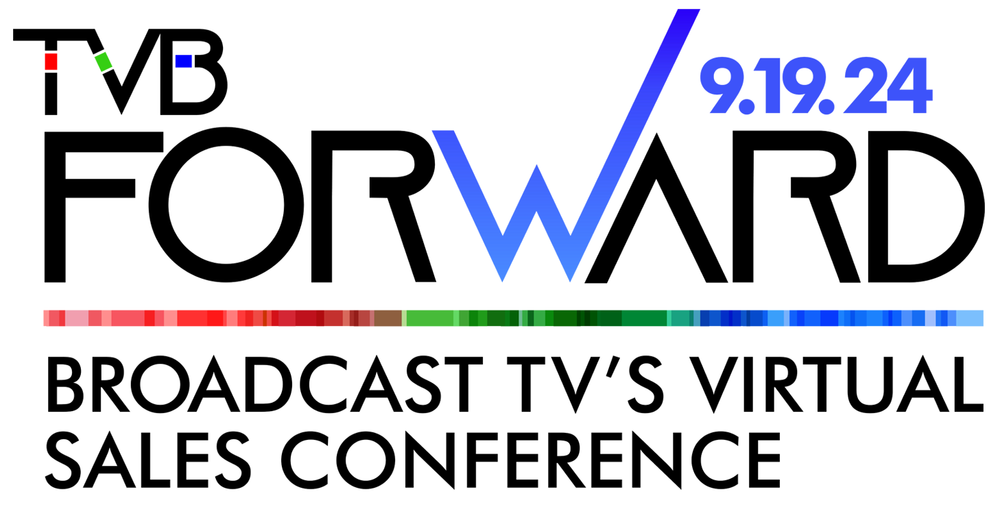 TVB
9.19.24
FORWARD
BROADCAST TV’S VIRTUAL
SALES CONFERENCE